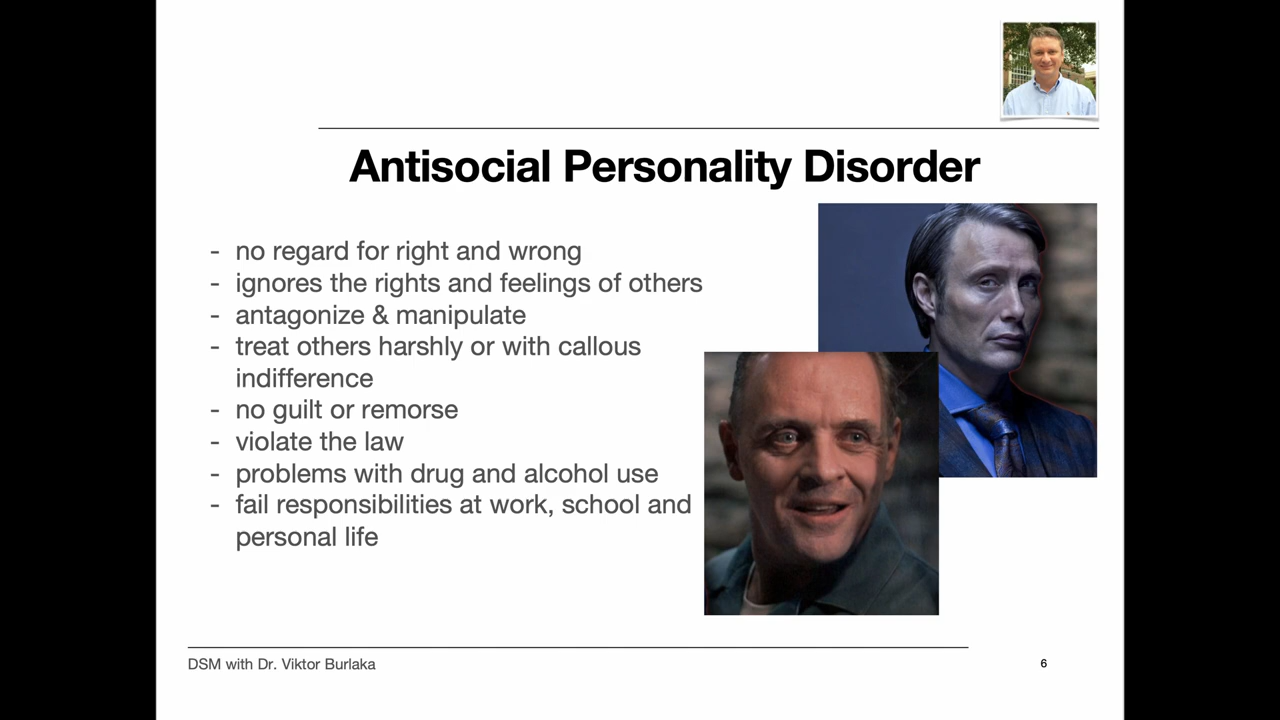 Antisocial Personality Disorder
- no regard for right and wrong
- ignores the rights and feelings of others
- antagonize & manipulate
- treat others harshly or with callous
indifference
- no guilt or remorse
- violate the law
- problems with drug and alcohol use
- fail responsibilities at work, school and
personal life
DSM with Dr. Viktor Burlaka
6